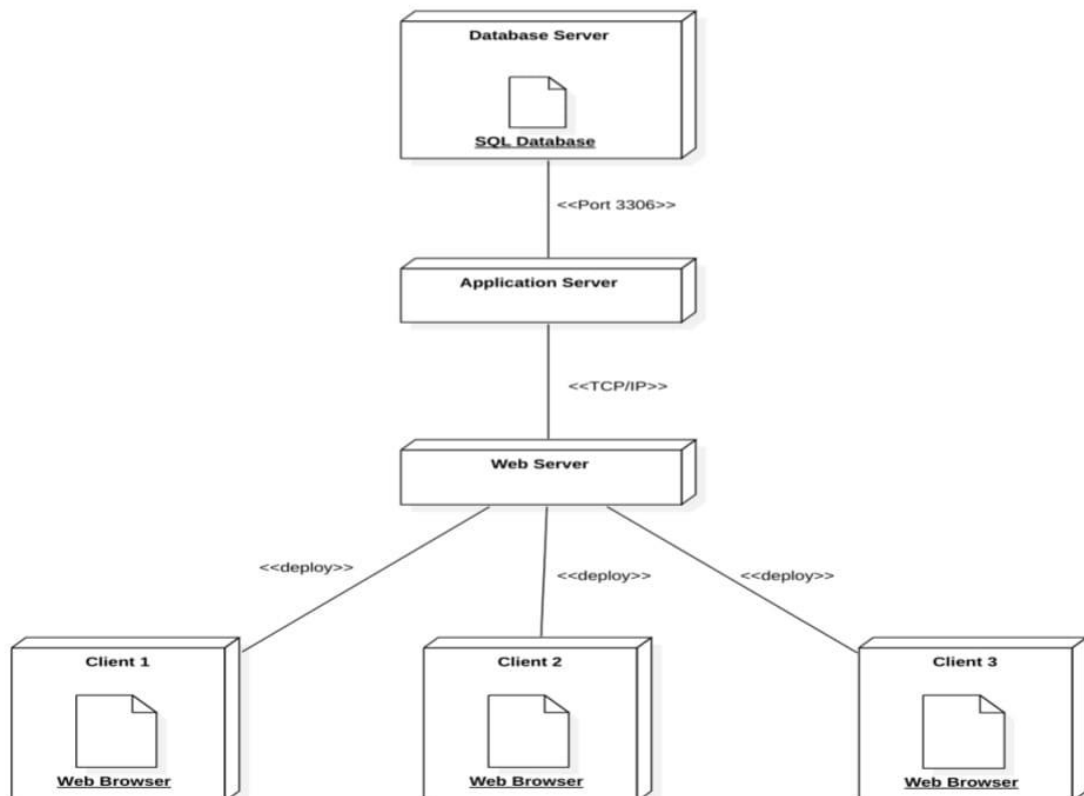 Database Server
SQL Database
<<Port 3306>>
Application Server
<<TCP/IP>>
Web Server
<<deploy>>
<<deploy>>
<<deploy>>
Client 1
Client 2
Client 3
Web Browser
Web Browser
Web Browser